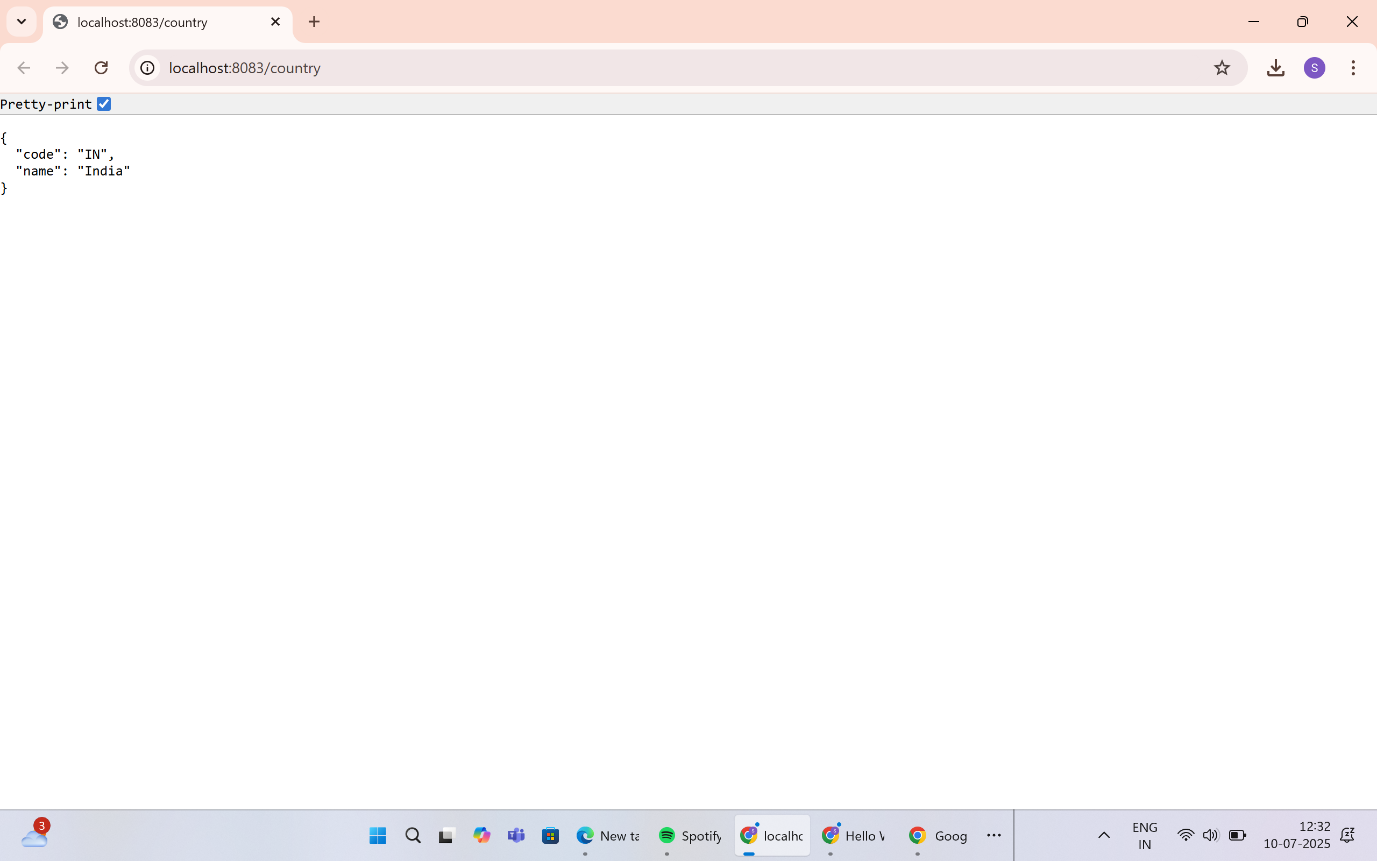 localhost:8083/country
localhost:8083/country
S
Pretty-print
{
"code": "IN",
"name": "India"
}
3
New ta
Spotify
localhc
Hello
Goog
ENG
IN
12:32
10-07-2025